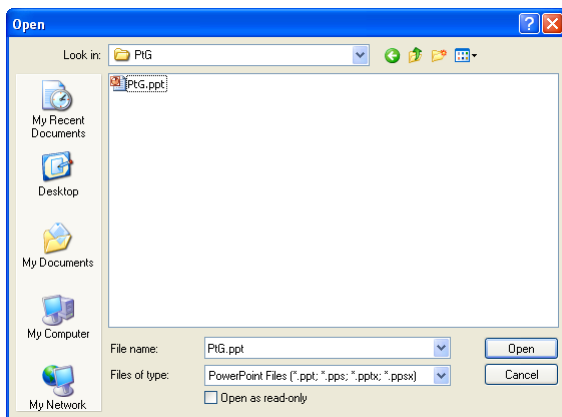 Open
Look in:
PtG
PtG.ppt
My Recent
Documents
Desktop
My Documents
My Computer
My Network
File name:
PtG.ppt
Open
Files of type:
PowerPoint Files (*.ppt; *.pps; *.pptx; *.ppsx)
Cancel
Open as read-only